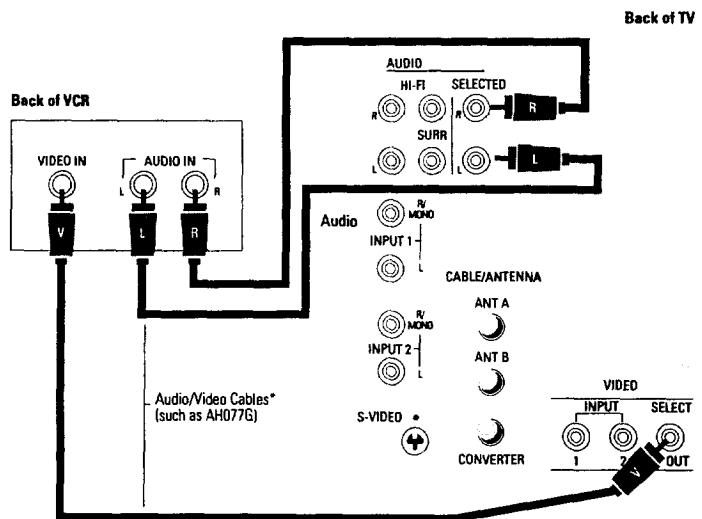 Back of TV
AUDIO
HI-FI SELECTED
Back of VCR
R R R
SURR
VIDEO IN AUDIO IN
L R
L L L
V L R
Audio
R/
MONO
INPUT 1
L
CABLE/ANTENNA
ANT A
R/
MONO
INPUT 2
L
ANT B
VIDEO
Audio/Video Cables*
(such as AH077G)
INPUT SELECT
S-VIDEO
CONVERTER
1 2 OUT
V